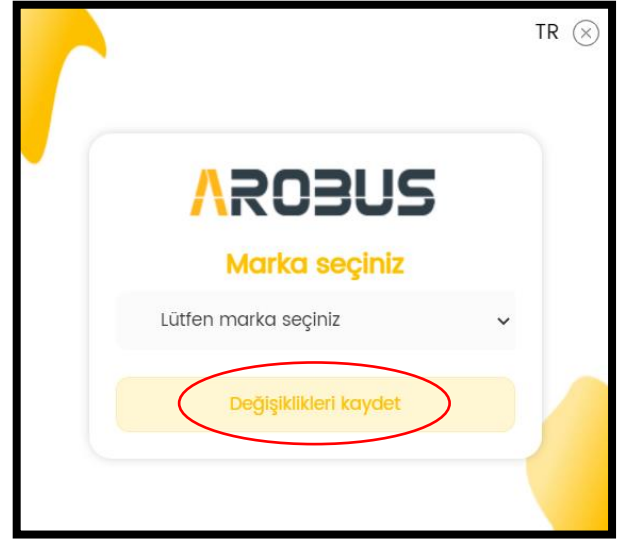 TR
AROBUS
Marka seçiniz
Lütfen marka seçiniz
Değişiklikleri kaydet